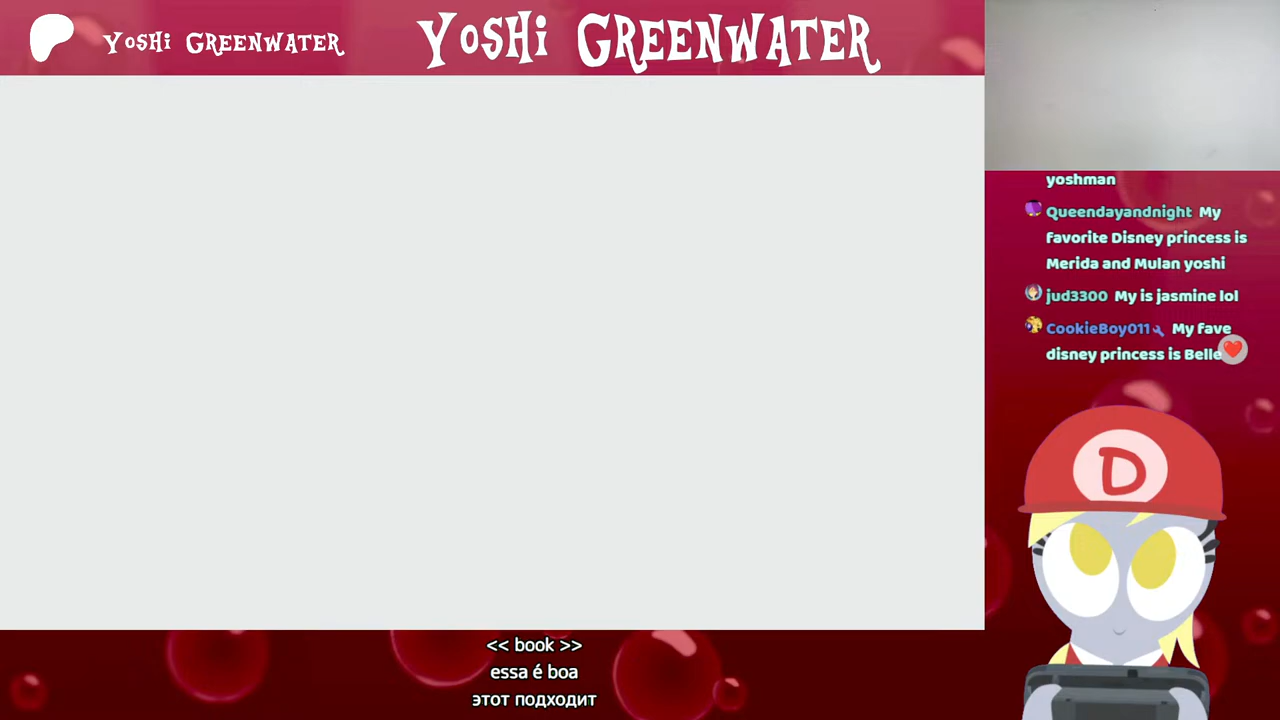 Yoshi Greenwater
Yoshi Greenwater
yoshman
Queendayandnight My
favorite Disney princess is
Merida and Mulan yoshi
jud3300 My is jasmine lol
CookieBoy011 My fave
disney princess is Belle
D
<< book >>
essa é boa
этот подходит